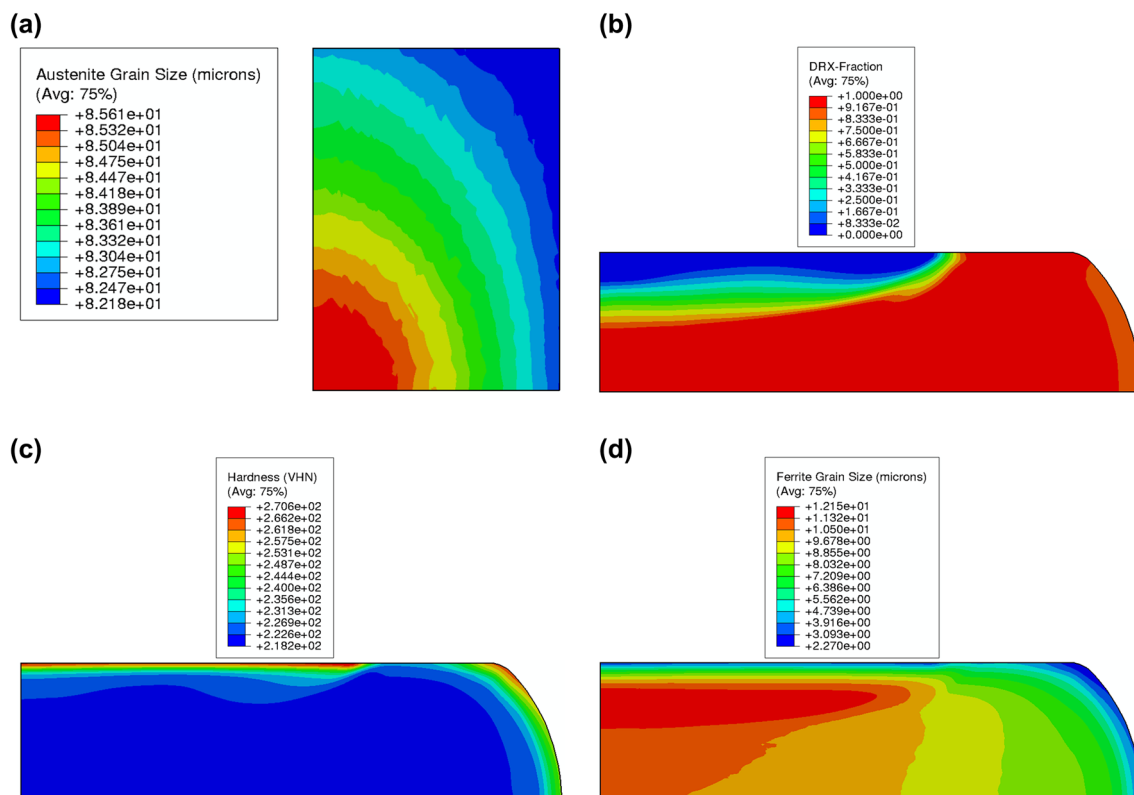 (a)
Austenite Grain Size (microns)
(Avg: 75%)
+8.561e+01
+8.532e+01
+8.504e+01
+8.475e+01
+8.447e+01
+8.418e+01
+8.389e+01
+8.361e+01
+8.332e+01
+8.304e+01
+8.275e+01
+8.247e+01
+8.218e+01
(b)
DRX-Fraction
(Avg: 75%)
+1.000e+00
+9.167e-01
+8.333e-01
+7.500e-01
+6.667e-01
+5.833e-01
+5.000e-01
+4.167e-01
+3.333e-01
+2.500e-01
+1.667e-01
+8.333e-02
+0.000e+00
(c)
Hardness (VHN)
(Avg: 75%)
+2.706e+02
+2.662e+02
+2.618e+02
+2.575e+02
+2.531e+02
+2.487e+02
+2.444e+02
+2.400e+02
+2.356e+02
+2.313e+02
+2.269e+02
+2.226e+02
+2.182e+02
(d)
Ferrite Grain Size (microns)
(Avg: 75%)
+1.215e+01
+1.132e+01
+1.050e+01
+9.678e+00
+8.855e+00
+8.032e+00
+7.209e+00
+6.386e+00
+5.562e+00
+4.739e+00
+3.916e+00
+3.093e+00
+2.270e+00